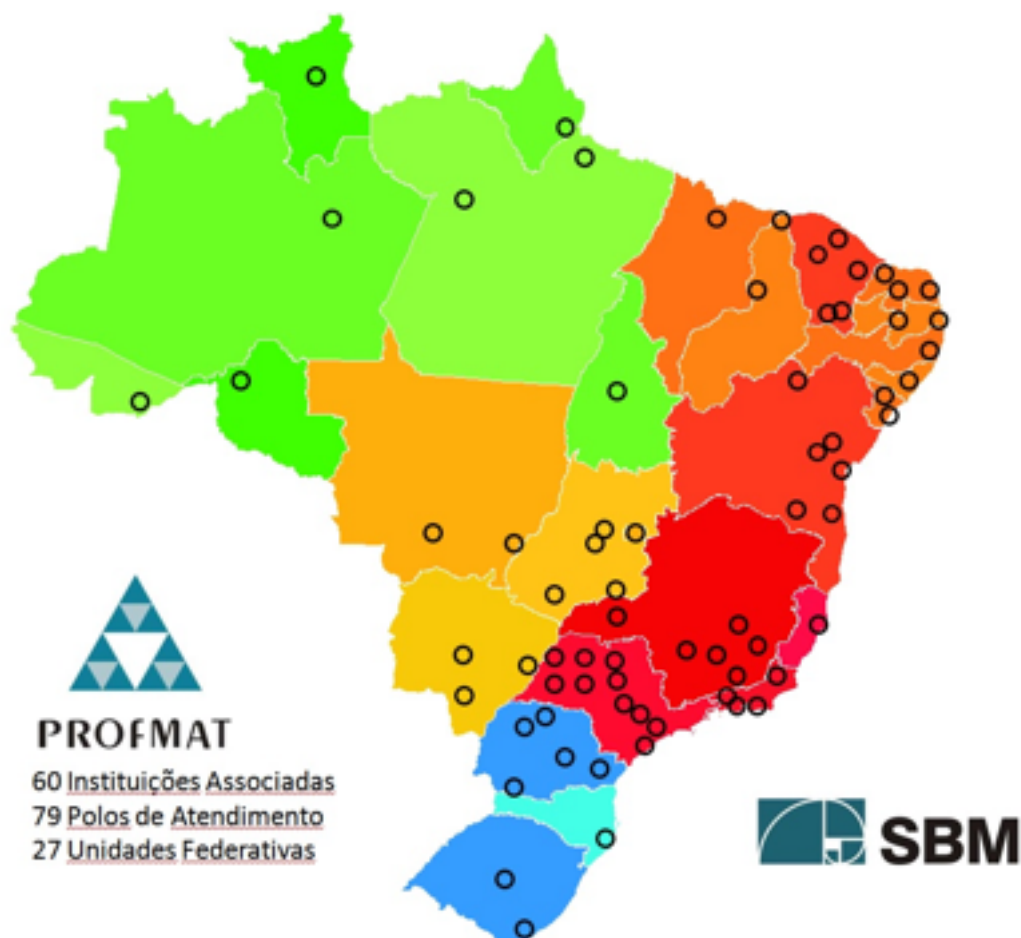 PROFMAT
60 Instituições Associadas
79 Polos de Atendimento
27 Unidades Federativas
SBM